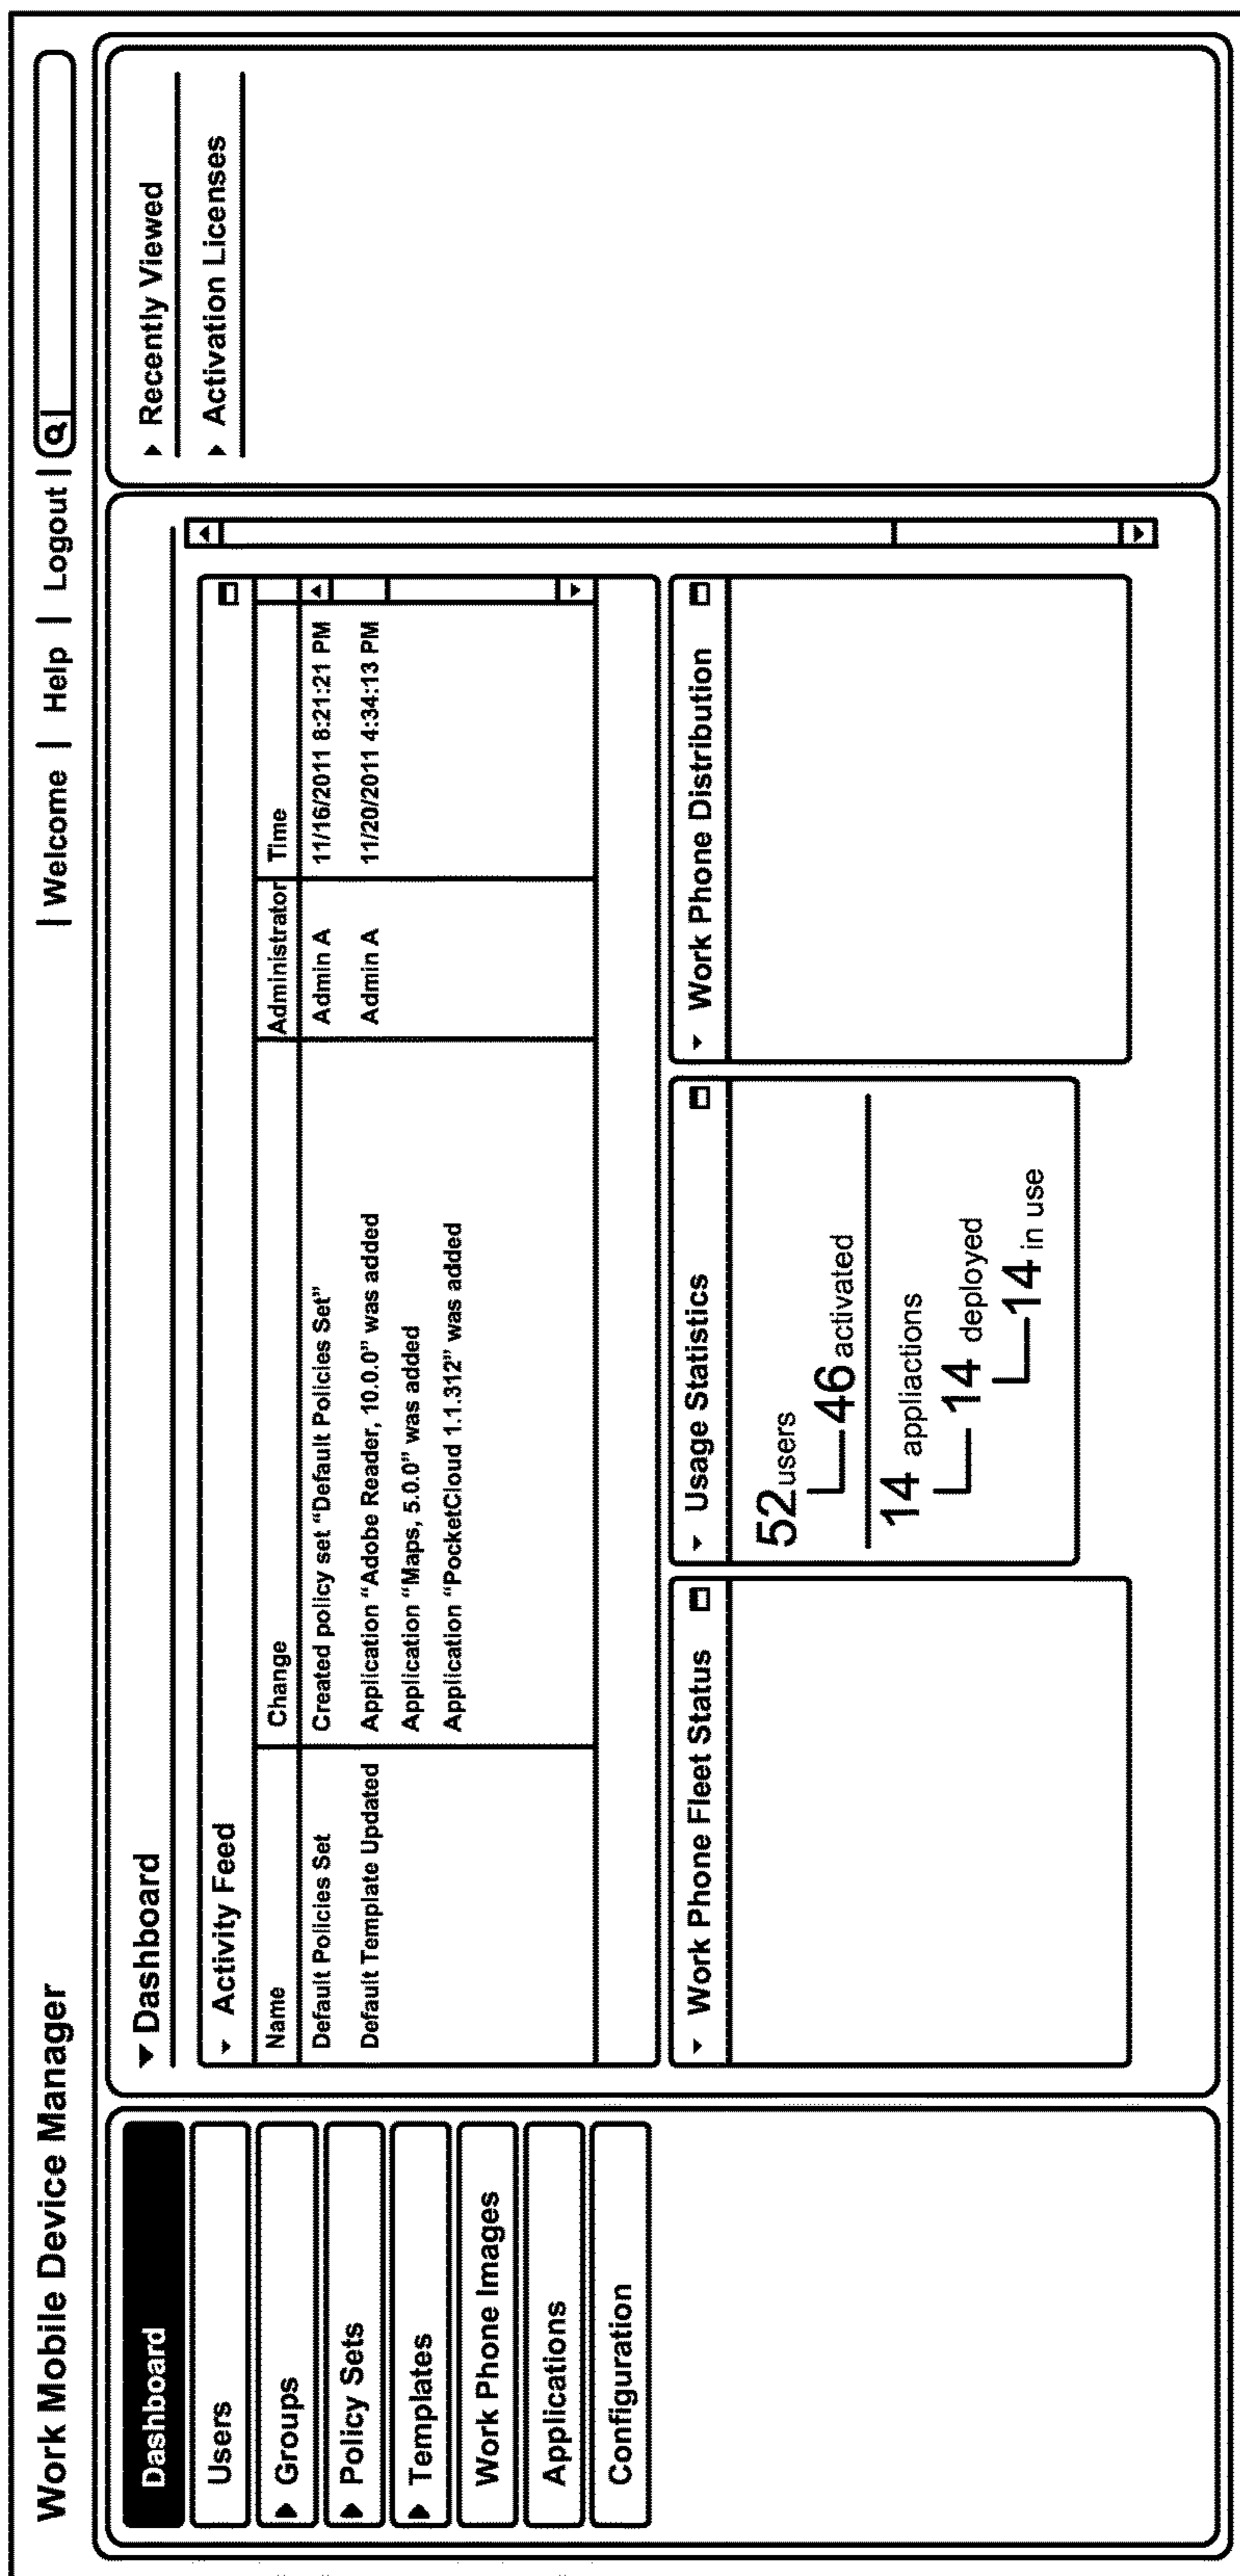 Work Mobile Device Manager
| Welcome | Help | Logout |
Dashboard
Users
Groups
Policy Sets
Templates
Work Phone Images
Applications
Configuration
Dashboard
Activity Feed
Name Change Administrator Time
Default Policies Set Created policy set “Default Policies Set” Admin A 11/16/2011 8:21:21 PM
Default Template Updated Application “Adobe Reader, 10.0.0” was added Admin A 11/20/2011 4:34:13 PM
Application “Maps, 5.0.0” was added
Application “PocketCloud 1.1.312” was added
Work Phone Fleet Status
Usage Statistics
52 users
46 activated
14 appliactions
14 deployed
14 in use
Work Phone Distribution
Recently Viewed
Activation Licenses